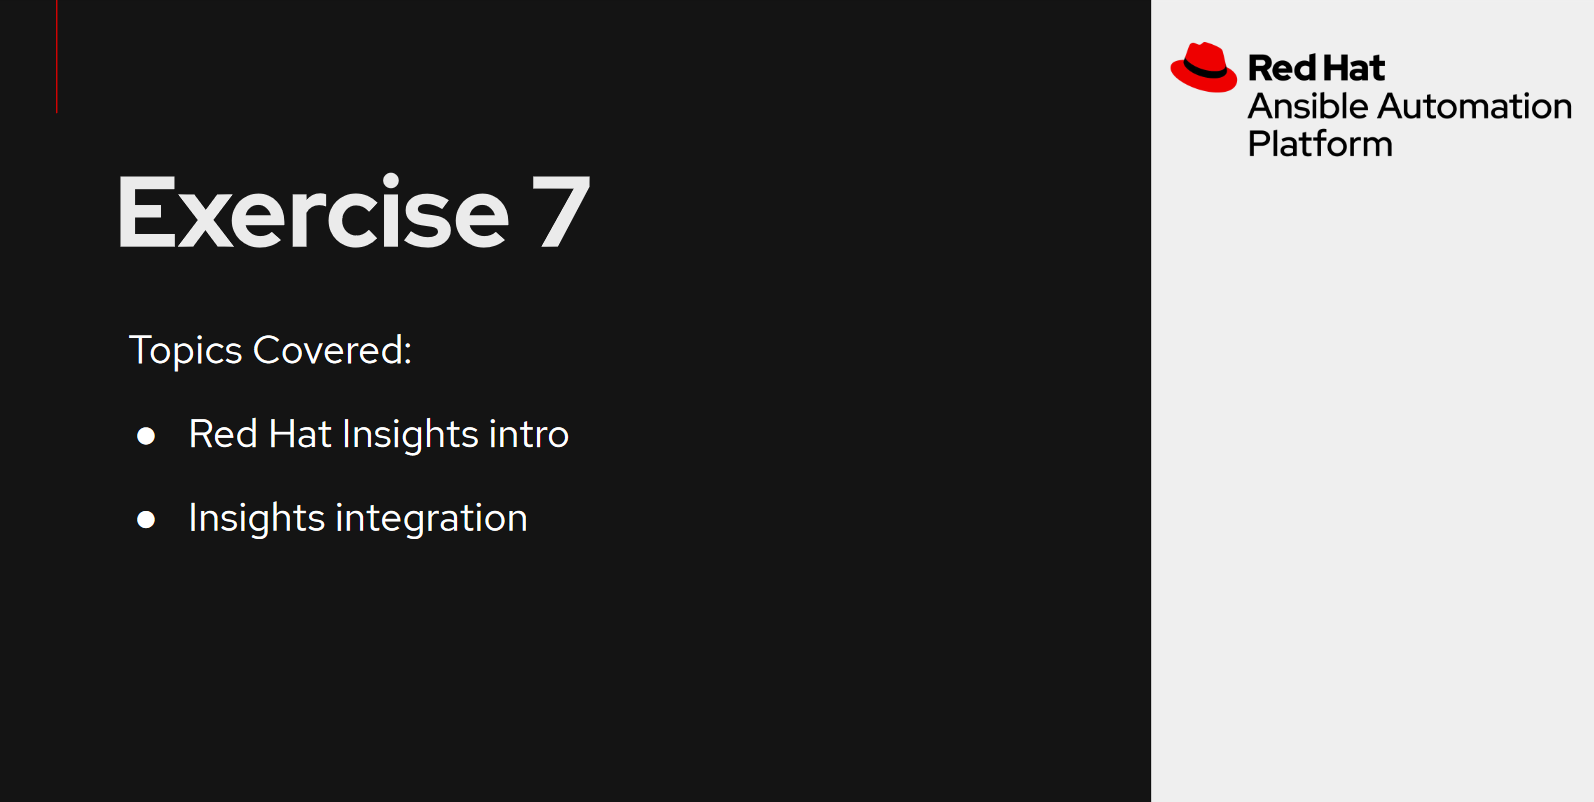 Exercise 7
Topics Covered:
● Red Hat Insights intro
● Insights integration
Red Hat
Ansible Automation
Platform